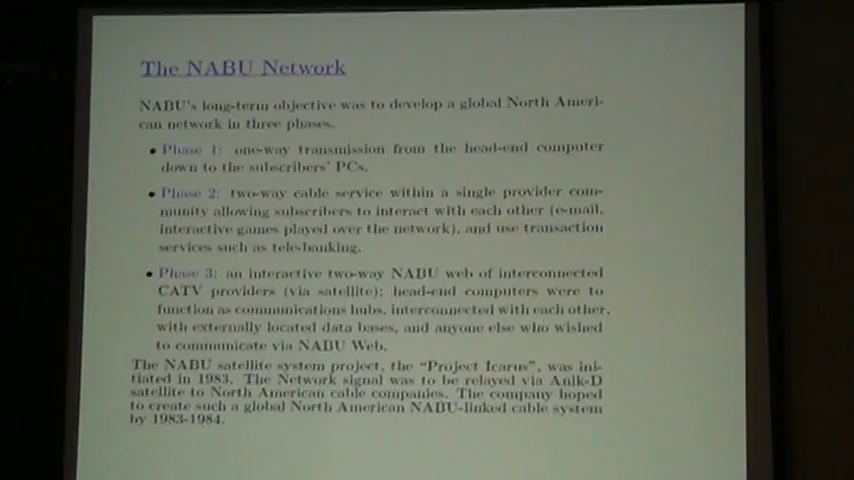 The NABU Network
NABU's long-term objective was to develop a global North Ameri-
can network in three phases.
• Phase 1: one-way transmission from the head-end computer
down to the subscribers' PCs.
• Phase 2: two-way cable service within a single provider com-
munity allowing subscribers to interact with each other (e-mail,
interactive games played over the network), and use transaction
services such as tele-banking.
• Phase 3: an interactive two-way NABU web of interconnected
CATV providers (via satellite); head-end computers were to
function as communications hubs, interconnected with each other,
with externally located data bases, and anyone else who wished
to communicate via NABU Web.
The NABU satellite system project, the "Project Icarus", was ini-
tiated in 1983. The Network signal was to be relayed via Anik-D
satellite to North American cable companies. The company hoped
to create such a global North American NABU-linked cable system
by 1983-1984.